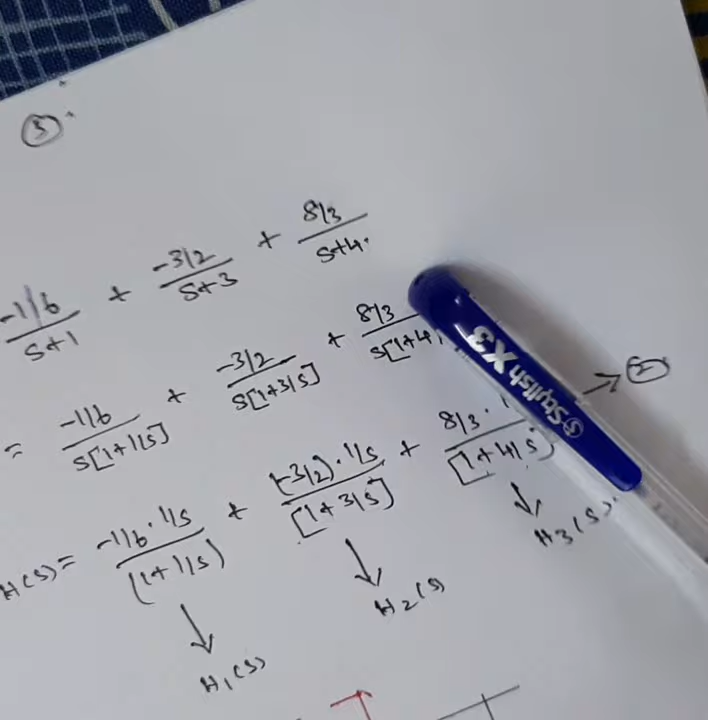 ③
-1/6/s+1 + -3/2/s+3 + 8/3/s+4
= -1/6/s[1+1/s] + -3/2/s[1+3/s] + 8/3/s[1+4/
→ ②
H(s) = -1/6 · 1/s/(1+1/s) + (-3/2) · 1/s/[1+3/s] + 8/3 · 1/[1+4/s]
H₁(s) H₂(s) H₃(s)
Stylish X3